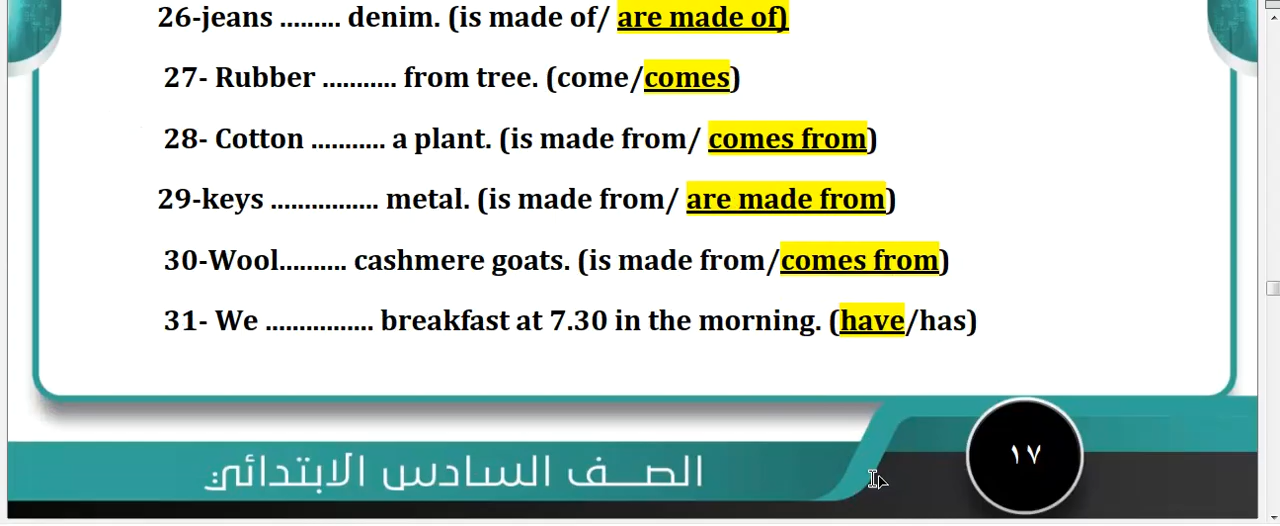 26-jeans ......... denim. (is made of/ are made of)
27- Rubber ........... from tree. (come/comes)
28- Cotton ........... a plant. (is made from/ comes from)
29-keys ................ metal. (is made from/ are made from)
30-Wool.......... cashmere goats. (is made from/comes from)
31- We ................ breakfast at 7.30 in the morning. (have/has)
١٧
الصف السادس الابتدائي